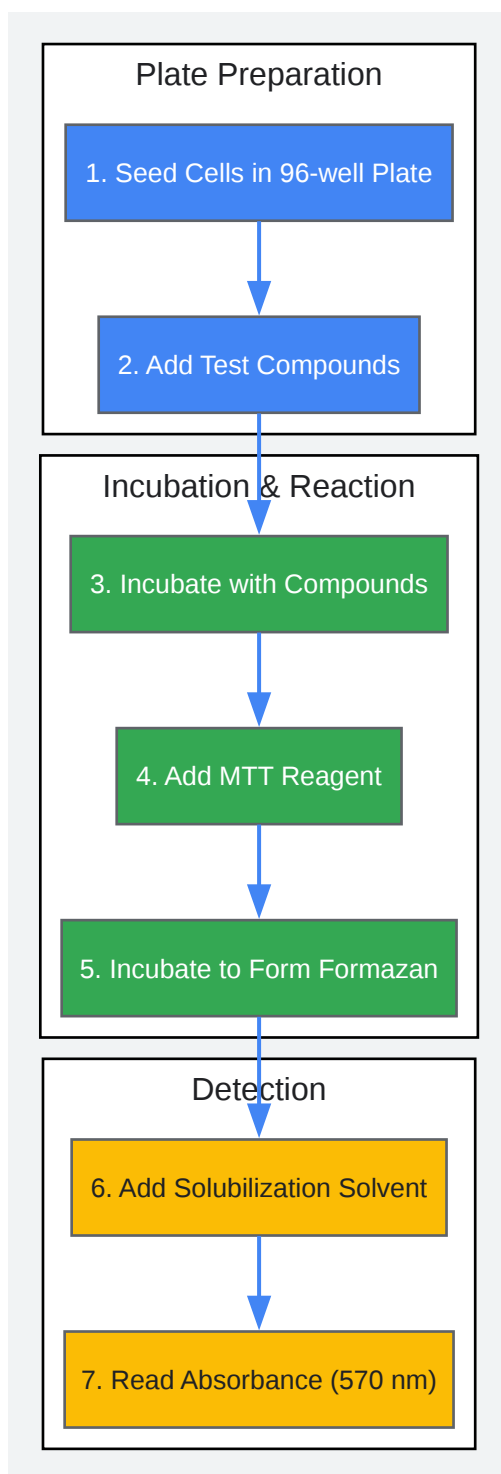 Plate Preparation
1. Seed Cells in 96-well Plate
2. Add Test Compounds
Incubation & Reaction
3. Incubate with Compounds
4. Add MTT Reagent
5. Incubate to Form Formazan
Detection
6. Add Solubilization Solvent
7. Read Absorbance (570 nm)